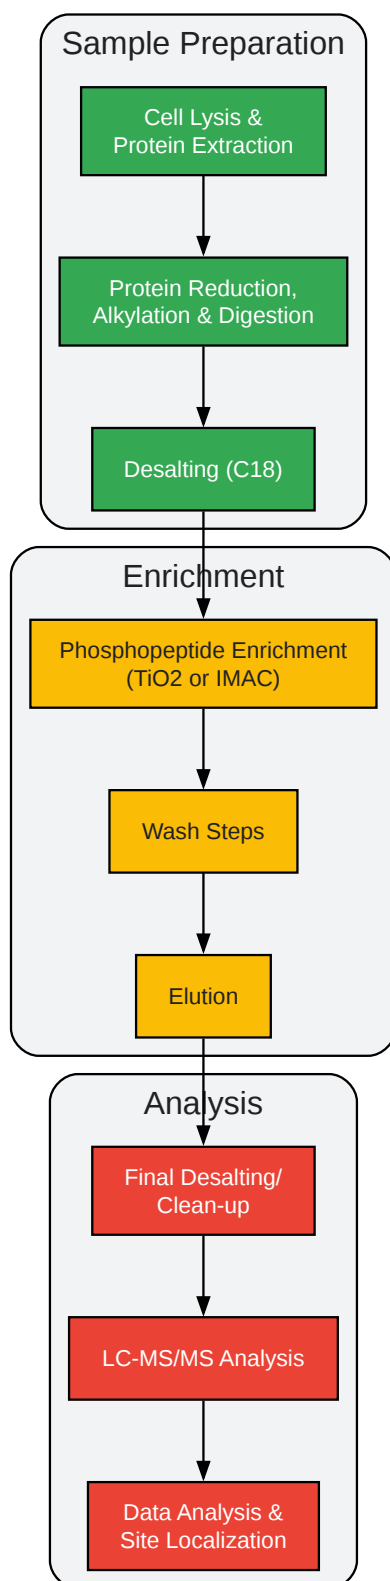 Sample Preparation
Cell Lysis &
Protein Extraction
Protein Reduction,
Alkylation & Digestion
Desalting (C18)
Enrichment
Phosphopeptide Enrichment
(TiO2 or IMAC)
Wash Steps
Elution
Analysis
Final Desalting/
Clean-up
LC-MS/MS Analysis
Data Analysis &
Site Localization